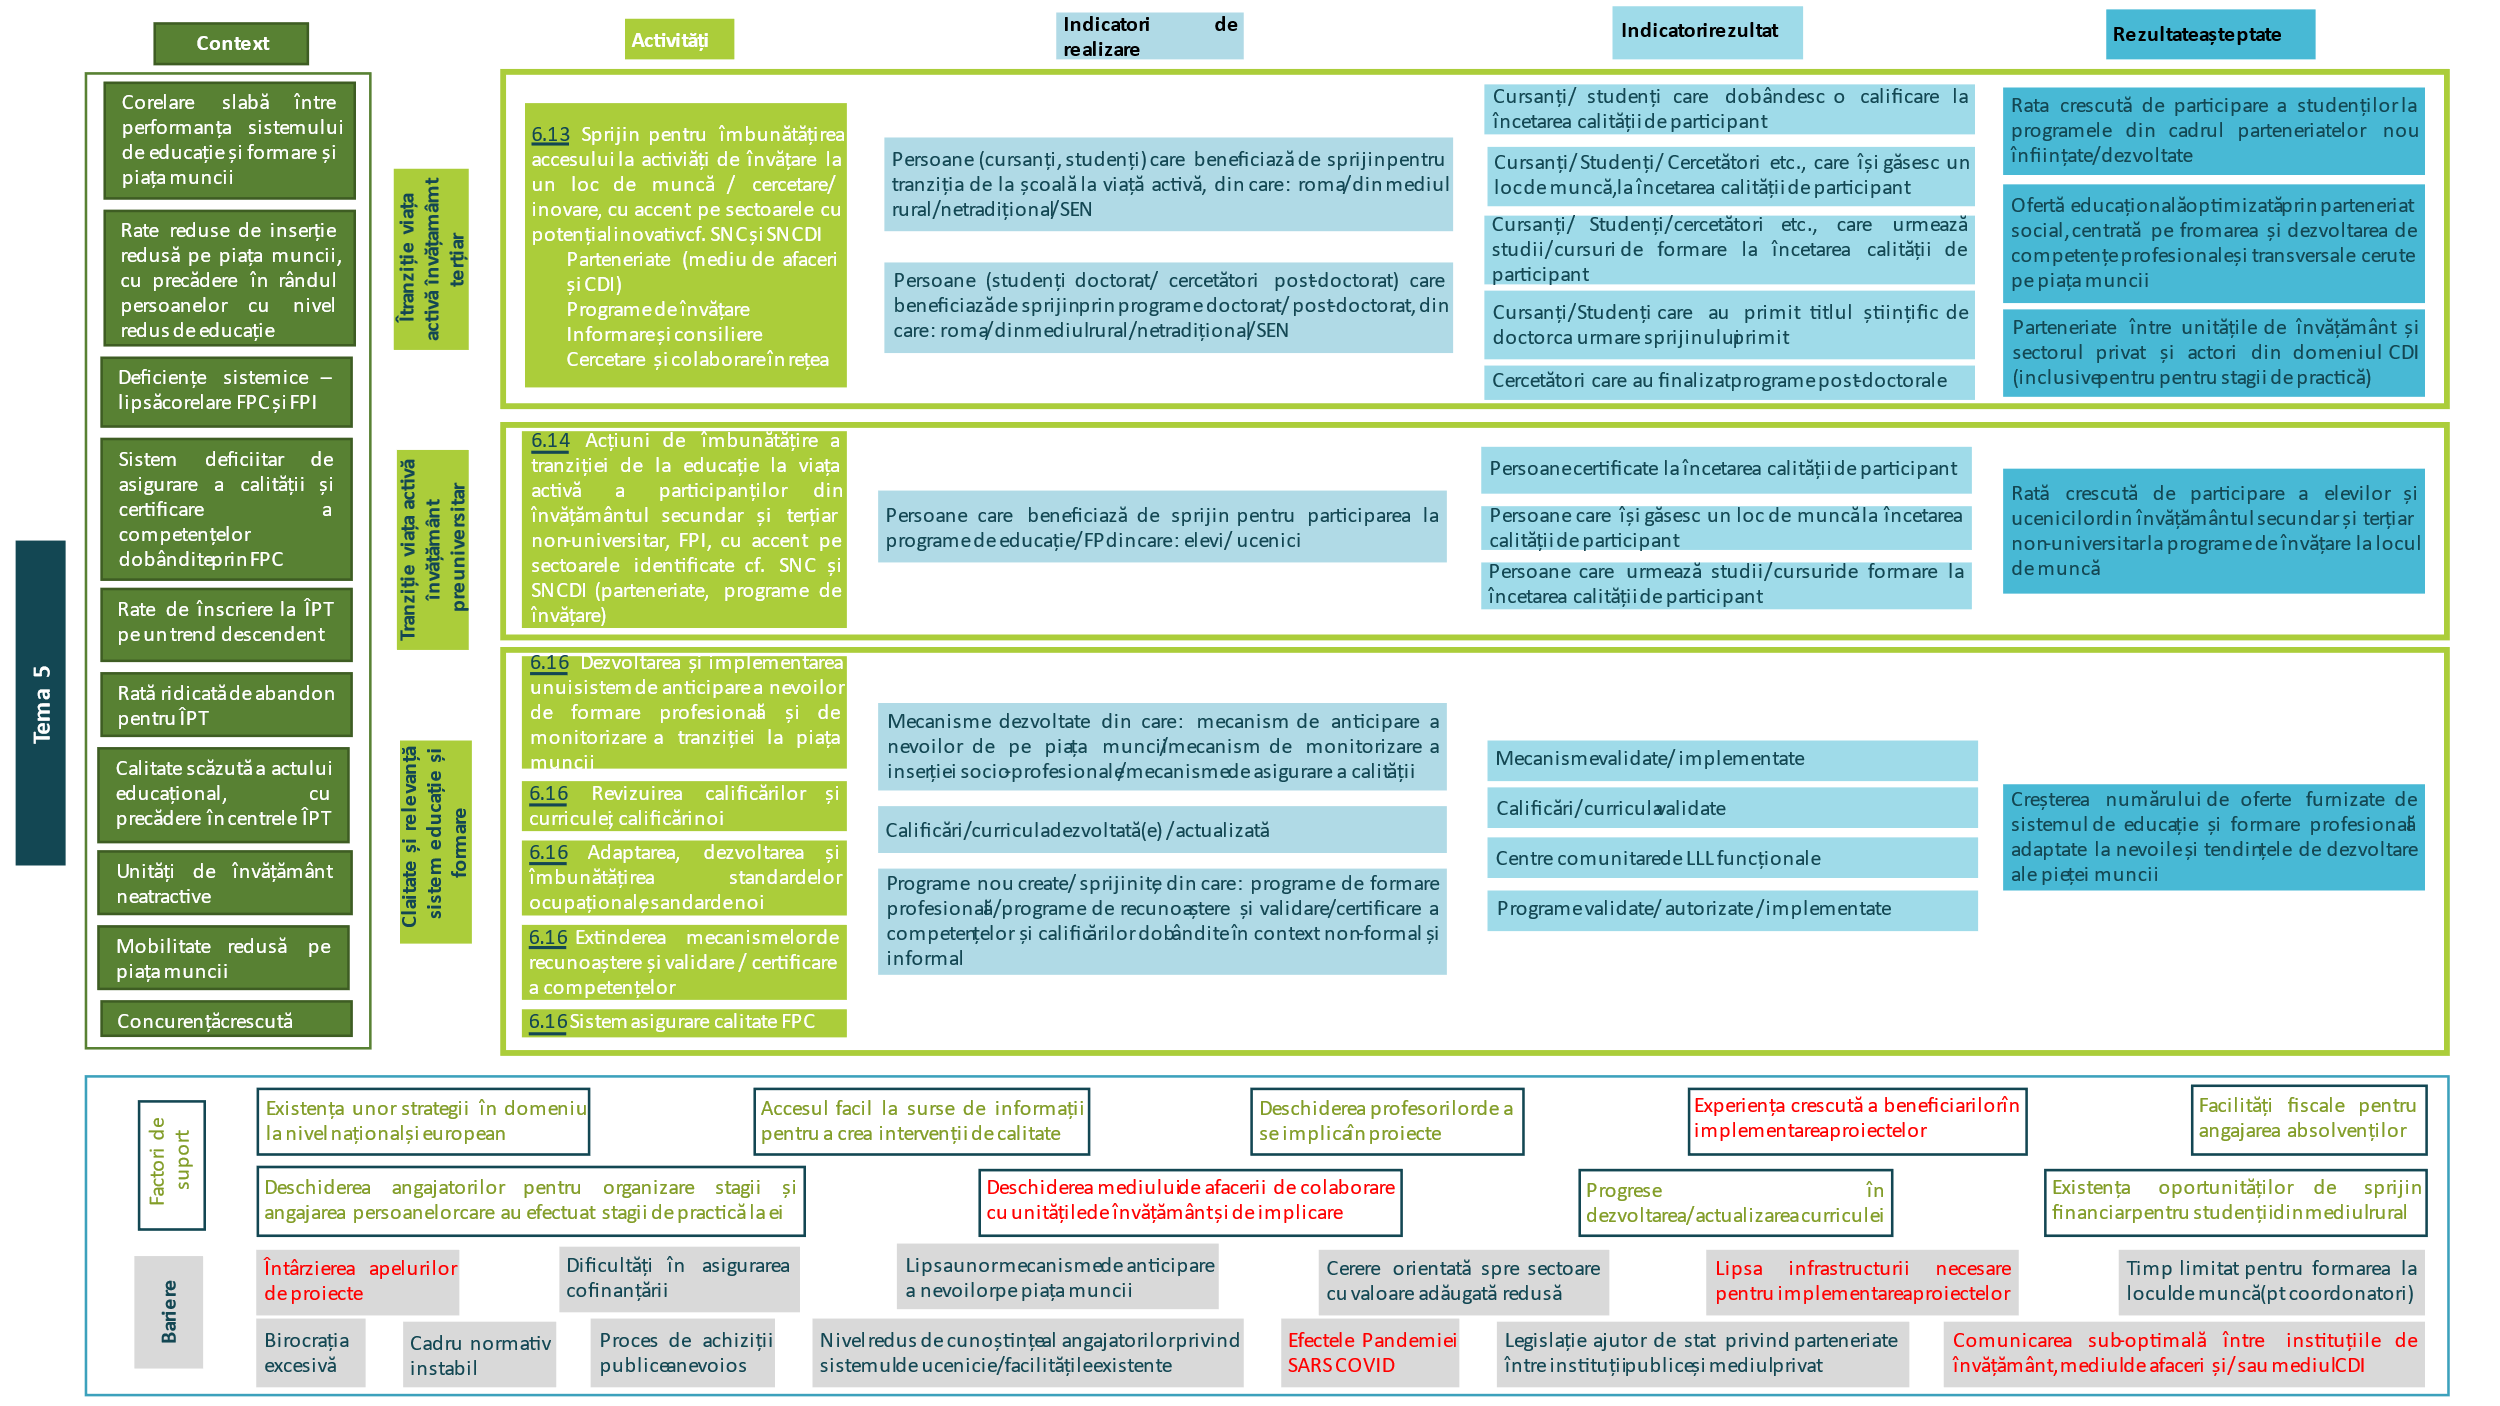 Context
Activități
Indicatori de
realizare
Indicatori rezultat
Rezultate așteptate
Tema 5
Corelare slabă între
performanța sistemului
de educație și formare și
piața muncii
Rate reduse de inserție
redusă pe piața muncii,
cu precădere în rândul
persoanelor cu nivel
redus de educație
Deficiențe sistemice –
lipsă corelare FPC și FPI
Sistem deficiitar de
asigurare a calității și
certificare a
competențelor
dobândite prin FPC
Rate de înscriere la ÎPT
pe un trend descendent
Rată ridicată de abandon
pentru ÎPT
Calitate scăzută a actului
educațional, cu
precădere în centrele ÎPT
Unități de învățământ
neatractive
Mobilitate redusă pe
piața muncii
Concurență crescută
Îtranziție viața
activă învățamâmt
terțiar
6.13 Sprijin pentru îmbunătățirea
accesului la activiăți de învățare la
un loc de muncă / cercetare/
inovare, cu accent pe sectoarele cu
potențial inovativ cf. SNC și SNCDI
Parteneriate (mediu de afaceri
și CDI)
Programe de învățare
Informare și consiliere
Cercetare și colaborare în rețea
Persoane (cursanți, studenți) care beneficiază de sprijin pentru
tranziția de la școală la viață activă, din care: roma/din mediul
rural/netradițional/SEN
Persoane (studenți doctorat/ cercetători post-doctorat) care
beneficiază de sprijin prin programe doctorat/ post-doctorat, din
care: roma/din mediul rural/netradițional/SEN
Cursanți/ studenți care dobândesc o calificare la
încetarea calității de participant
Cursanți/ Studenți/ Cercetători etc., care își găsesc un
loc de muncă, la încetarea calității de participant
Cursanți/ Studenți/cercetători etc., care urmează
studii/cursuri de formare la încetarea calității de
participant
Cursanți/Studenți care au primit titlul științific de
doctor ca urmare sprijinului primit
Cercetători care au finalizat programe post-doctorale
Rata crescută de participare a studenților la
programele din cadrul parteneriatelor nou
înființate/dezvoltate
Ofertă educațională optimizată prin parteneriat
social, centrată pe fromarea și dezvoltarea de
competențe profesionale și transversale cerute
pe piața muncii
Parteneriate între unitățile de învățământ și
sectorul privat și actori din domeniul CDI
(inclusive pentru pentru stagii de practică)
Tranziție viața activă
învățământ
preuniversitar
6.14 Acțiuni de îmbunătățire a
tranziției de la educație la viața
activă a participanților din
învățământul secundar și terțiar
non-universitar, FPI, cu accent pe
sectoarele identificate cf. SNC și
SNCDI (parteneriate, programe de
învățare)
Persoane care beneficiază de sprijin pentru participarea la
programe de educație/FP din care: elevi/ ucenici
Persoane certificate la încetarea calității de participant
Persoane care își găsesc un loc de muncă la încetarea
calității de participant
Persoane care urmează studii/cursuri de formare la
încetarea calității de participant
Rată crescută de participare a elevilor și
ucenicilor din învățământul secundar și terțiar
non-universitar la programe de învățare la locul
de muncă
Claitate și relevanță
sistem educație și
formare
6.16 Dezvoltarea și implementarea
unui sistem de anticipare a nevoilor
de formare profesională și de
monitorizare a tranziției la piața
muncii
6.16 Revizuirea calificărilor și
curriculei; calificări noi
6.16 Adaptarea, dezvoltarea și
îmbunătățirea standardelor
ocupaționale, sandarde noi
6.16 Extinderea mecanismelor de
recunoaștere și validare / certificare
a competențelor
6.16 Sistem asigurare calitate FPC
Mecanisme dezvoltate din care: mecanism de anticipare a
nevoilor de pe piața muncii/mecanism de monitorizare a
inserției socio-profesionale/mecanisme de asigurare a calității
Calificări/curricula dezvoltată(e) /actualizată
Programe nou create/ sprijinite, din care: programe de formare
profesională/programe de recunoaștere și validare/certificare a
competențelor și calificărilor dobândite în context non-formal și
informal
Mecanisme validate/ implementate
Calificări/curricula validate
Centre comunitare de LLL funcționale
Programe validate/ autorizate /implementate
Creșterea numărului de oferte furnizate de
sistemul de educație și formare profesională
adaptate la nevoile și tendințele de dezvoltare
ale pieței muncii
Factori de
suport
Existența unor strategii în domeniu
la nivel național și european
Accesul facil la surse de informații
pentru a crea intervenții de calitate
Deschiderea profesorilor de a
se implica în proiecte
Experiența crescută a beneficiarilor în
implementarea proiectelor
Facilități fiscale pentru
angajarea absolvenților
Deschiderea angajatorilor pentru organizare stagii și
angajarea persoanelor care au efectuat stagii de practică la ei
Deschiderea mediului de afacerii de colaborare
cu unitățile de învățământ și de implicare
Progrese în
dezvoltarea/actualizarea curriculei
Existența oportunităților de sprijin
financiar pentru studenții din mediul rural
Bariere
Întârzierea apelurilor
de proiecte
Dificultăți în asigurarea
cofinanțării
Lipsa unor mecanisme de anticipare
a nevoilor pe piața muncii
Cerere orientată spre sectoare
cu valoare adăugată redusă
Lipsa infrastructurii necesare
pentru implementarea proiectelor
Timp limitat pentru formarea la
locul de muncă (pt coordonatori)
Birocrația
excesivă
Cadru normativ
instabil
Proces de achiziții
publice anevoios
Nivel redus de cunoștințe al angajatorilor privind
sistemul de ucenicie/facilitățile existente
Efectele Pandemiei
SARS COVID
Legislație ajutor de stat privind parteneriate
între instituții publice și mediul privat
Comunicarea sub-optimală între instituțiile de
învățământ, mediul de afaceri și/sau mediul CDI